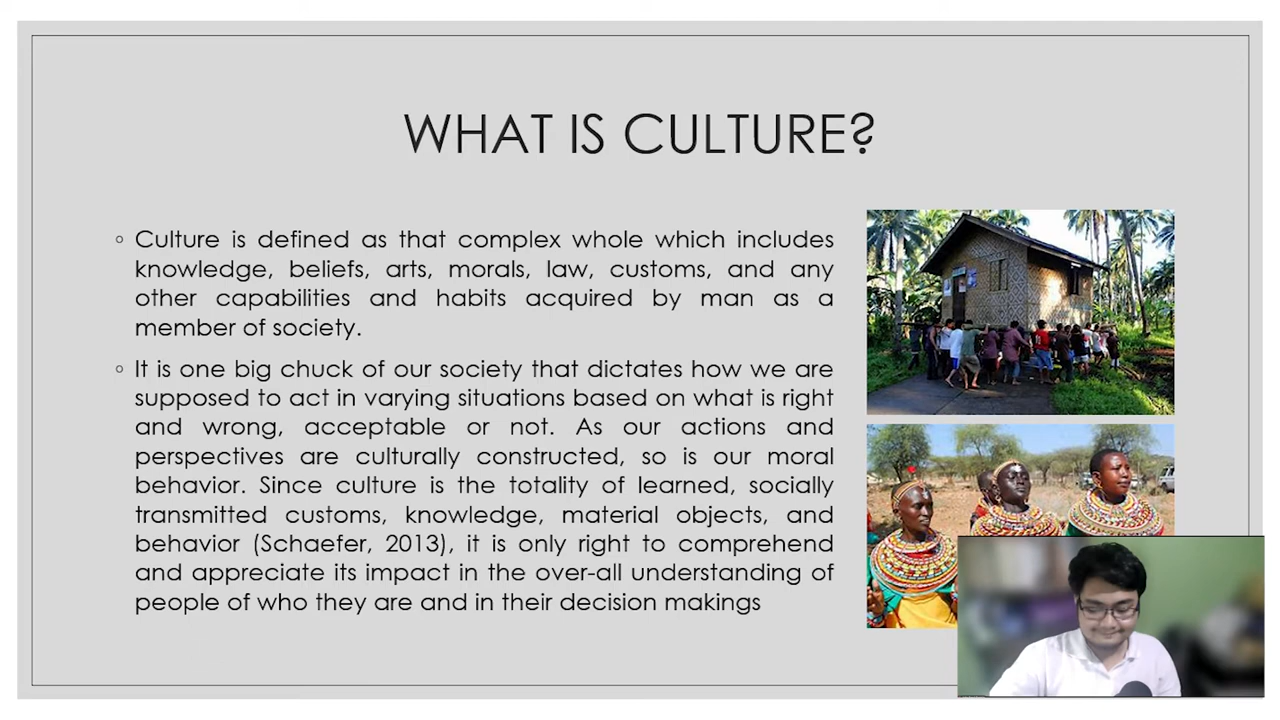 WHAT IS CULTURE?
◦ Culture is defined as that complex whole which includes
knowledge, beliefs, arts, morals, law, customs, and any
other capabilities and habits acquired by man as a
member of society.
◦ It is one big chuck of our society that dictates how we are
supposed to act in varying situations based on what is right
and wrong, acceptable or not. As our actions and
perspectives are culturally constructed, so is our moral
behavior. Since culture is the totality of learned, socially
transmitted customs, knowledge, material objects, and
behavior (Schaefer, 2013), it is only right to comprehend
and appreciate its impact in the over-all understanding of
people of who they are and in their decision makings